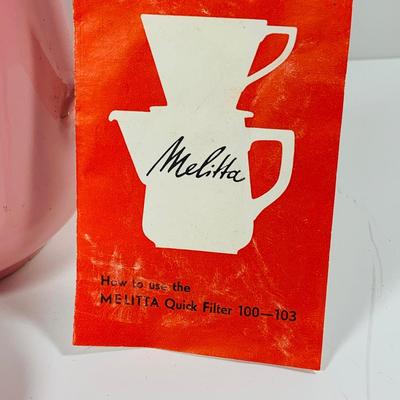 Melitta
How to use the
MELITTA Quick Filter 100—103